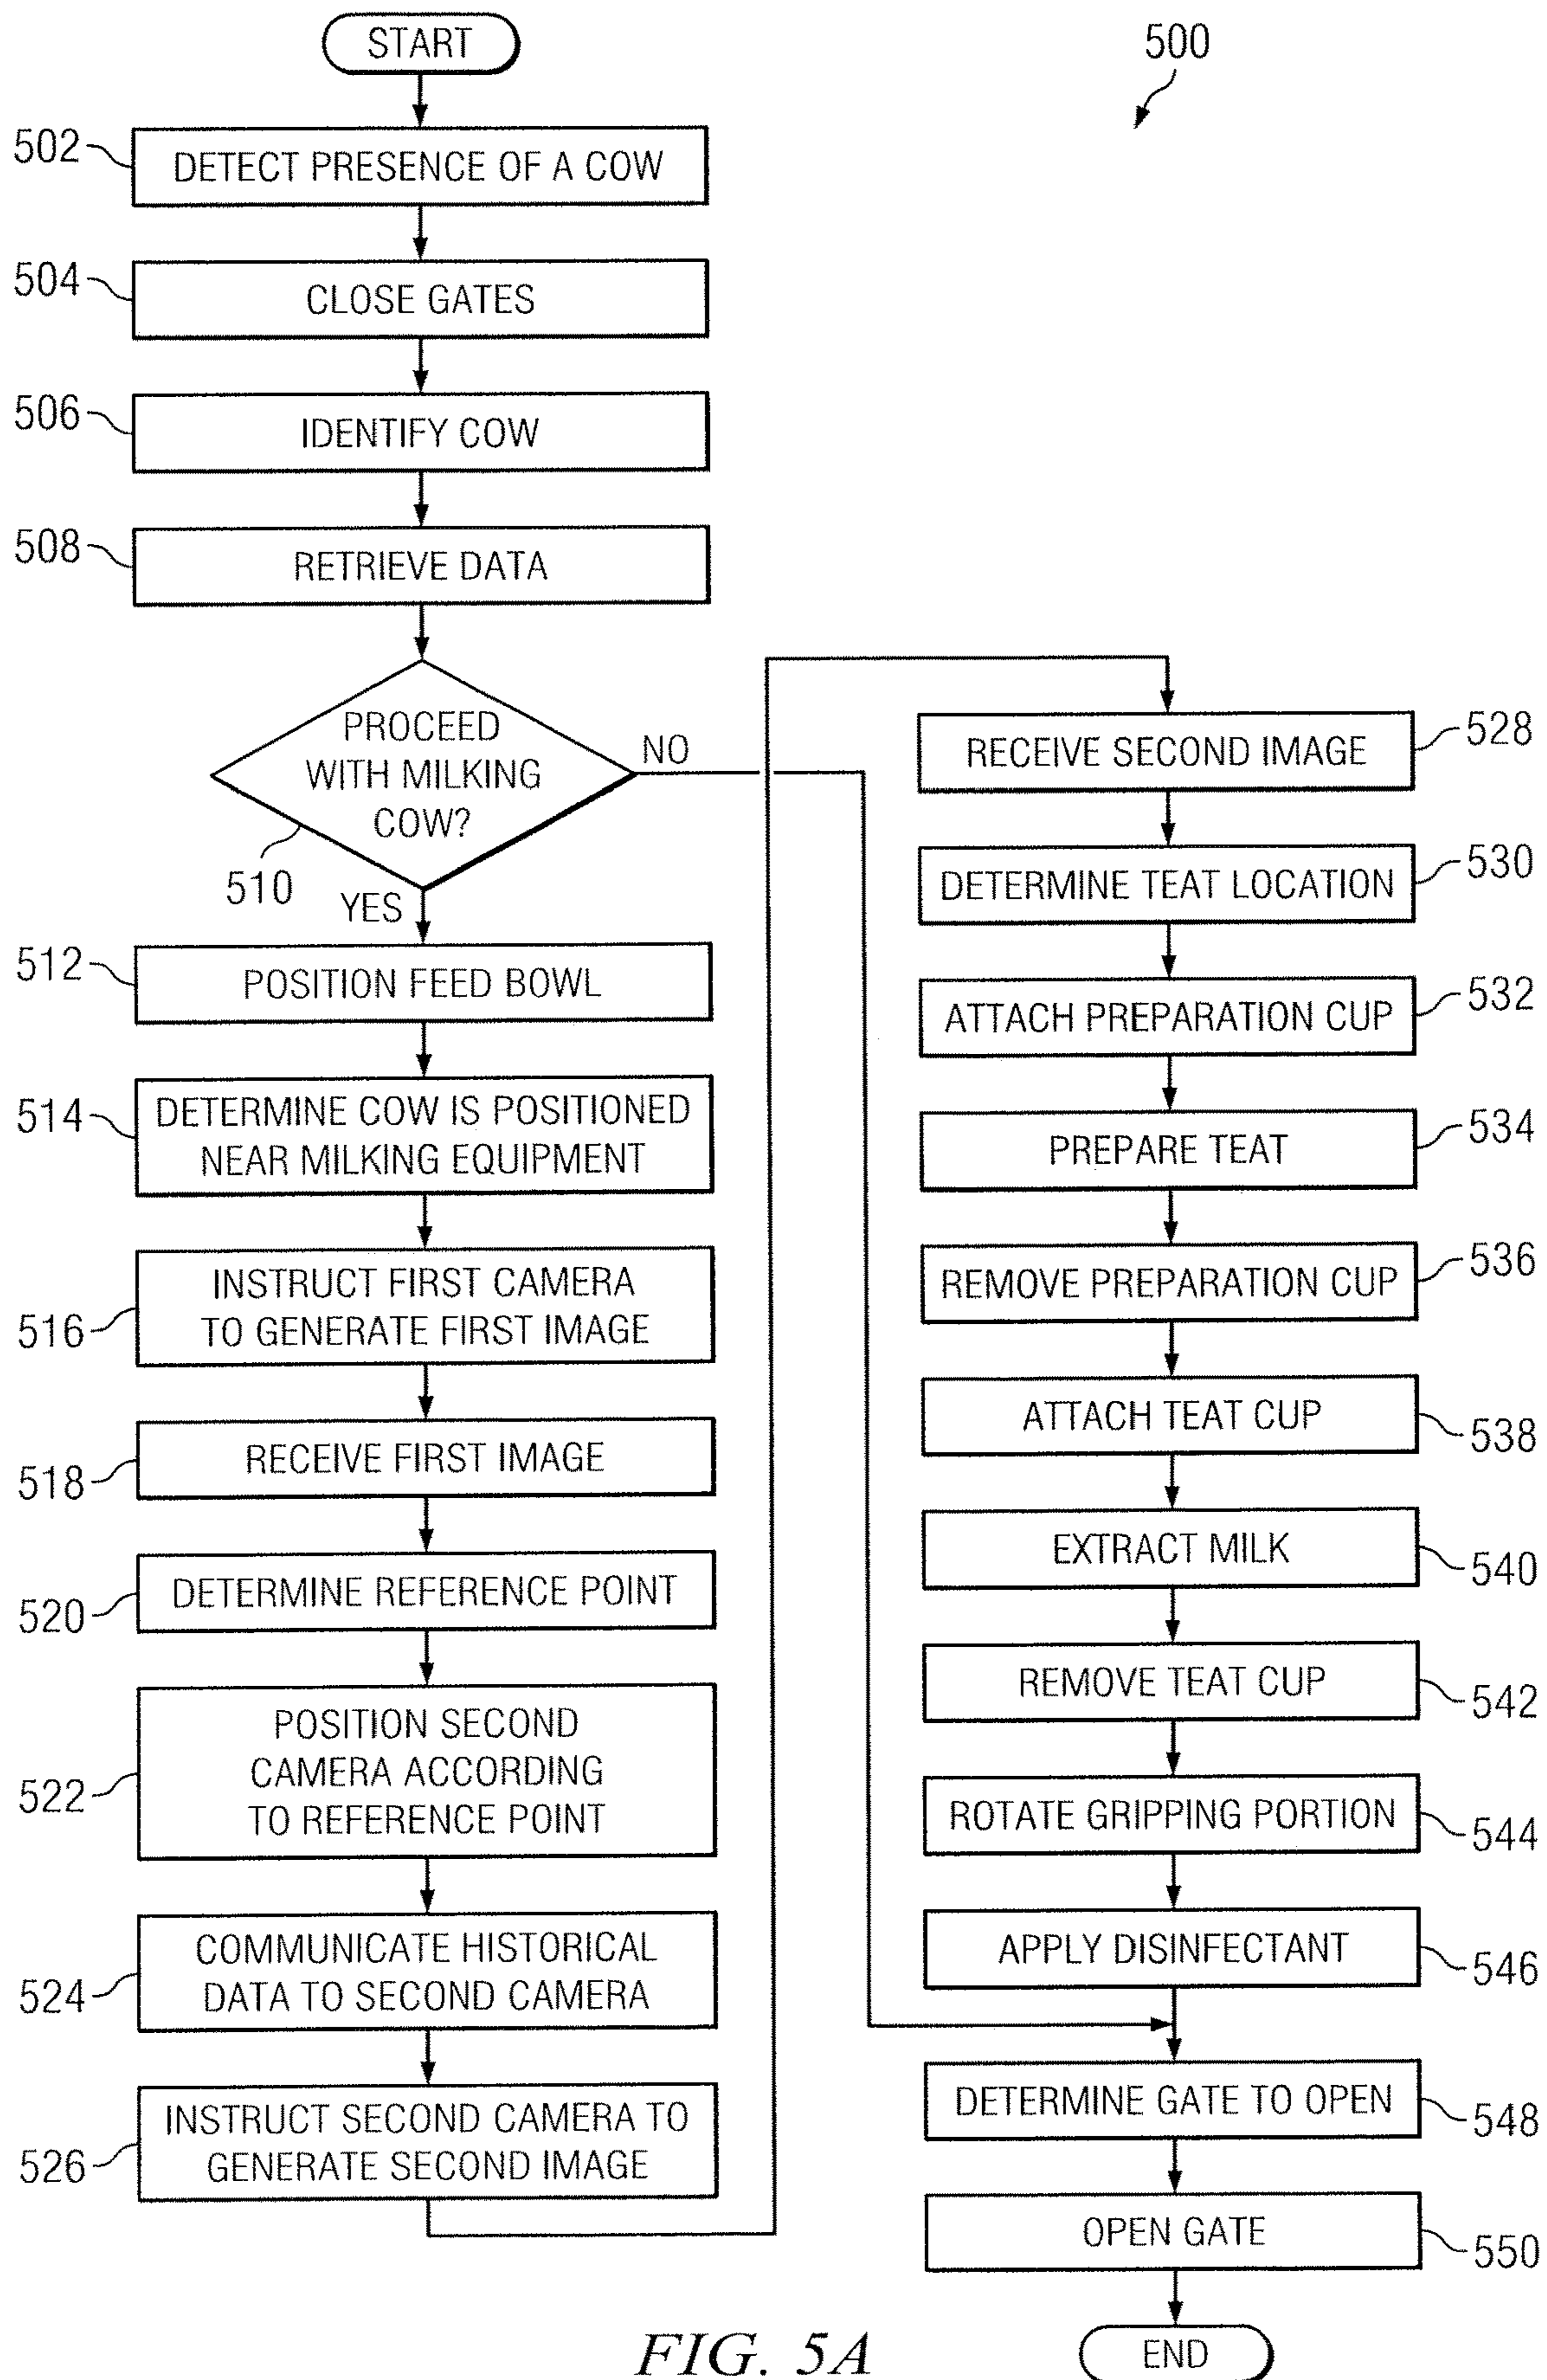 START
500
502
DETECT PRESENCE OF A COW
504
CLOSE GATES
506
IDENTIFY COW
508
RETRIEVE DATA
PROCEED
WITH MILKING
COW?
NO
510
YES
512
POSITION FEED BOWL
514
DETERMINE COW IS POSITIONED
NEAR MILKING EQUIPMENT
516
INSTRUCT FIRST CAMERA
TO GENERATE FIRST IMAGE
518
RECEIVE FIRST IMAGE
520
DETERMINE REFERENCE POINT
522
POSITION SECOND
CAMERA ACCORDING
TO REFERENCE POINT
524
COMMUNICATE HISTORICAL
DATA TO SECOND CAMERA
526
INSTRUCT SECOND CAMERA TO
GENERATE SECOND IMAGE
RECEIVE SECOND IMAGE
528
DETERMINE TEAT LOCATION
530
ATTACH PREPARATION CUP
532
PREPARE TEAT
534
REMOVE PREPARATION CUP
536
ATTACH TEAT CUP
538
EXTRACT MILK
540
REMOVE TEAT CUP
542
ROTATE GRIPPING PORTION
544
APPLY DISINFECTANT
546
DETERMINE GATE TO OPEN
548
OPEN GATE
550
END
FIG. 5A